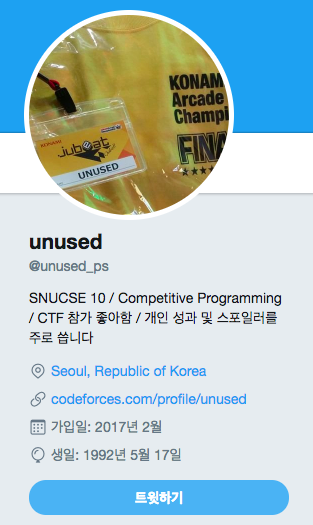 KONAM
Arcade
Champi
FINA
KONAMI
jubeat
UNUSED
unused
@unused_ps
SNUCSE 10 / Competitive Programming
/ CTF 참가 좋아함 / 개인 성과 및 스포일러를
주로 씁니다
Seoul, Republic of Korea
codeforces.com/profile/unused
가입일: 2017년 2월
생일: 1992년 5월 17일
트윗하기